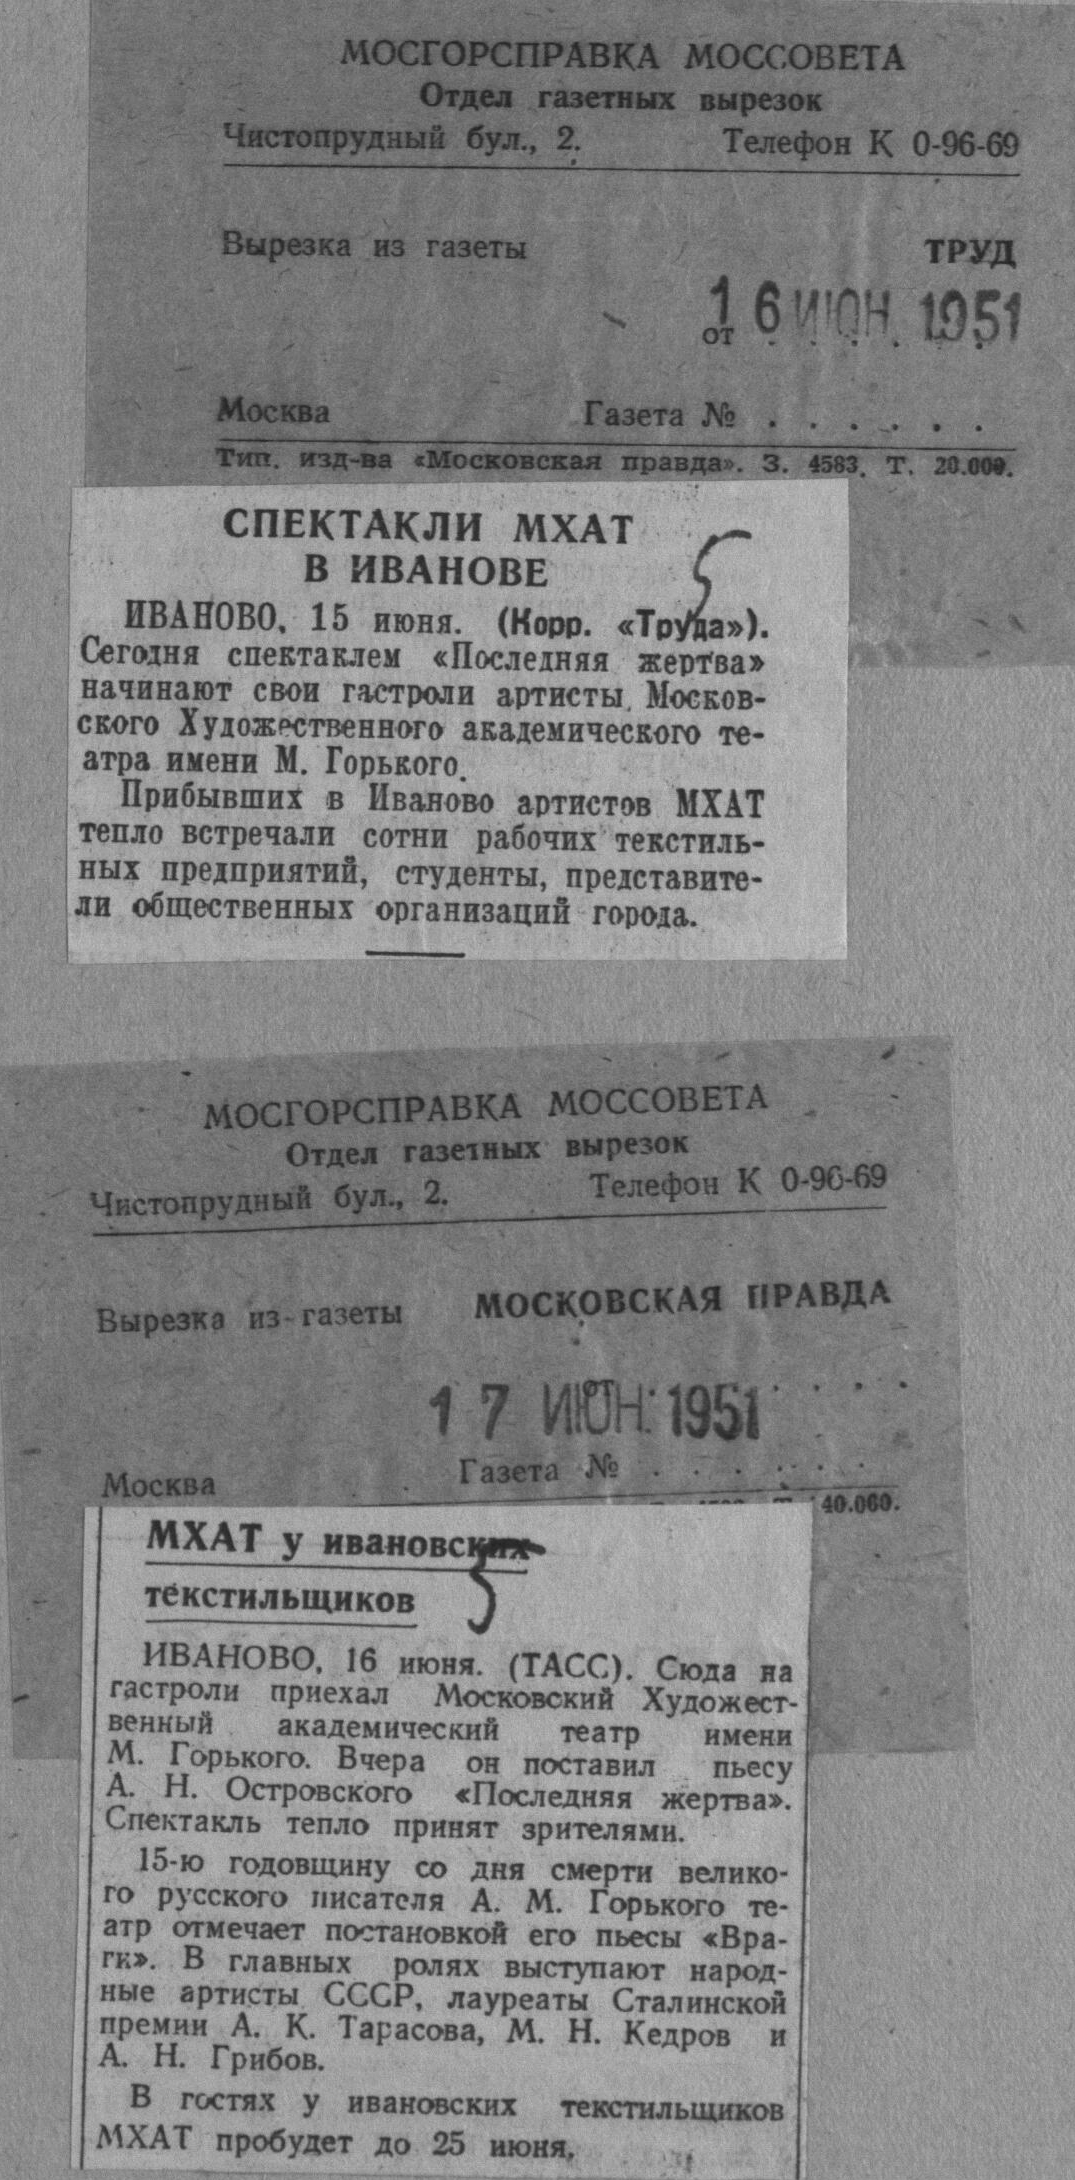 МОСГОРСПРАВКА МОССОВЕТА
Отдел газетных вырезок
Чистопрудный бул., 2. Телефон К 0-96-69
Вырезка из газеты ТРУД
от 16 ИЮН 1951
Москва Газета № . . . . . .
Тип. изд-ва «Московская правда». З. 4583. Т. 20.000.
СПЕКТАКЛИ МХАТ
В ИВАНОВЕ
ИВАНОВО, 15 июня. (Корр. «Труда»).
Сегодня спектаклем «Последняя жертва»
начинают свои гастроли артисты Москов-
ского Художественного академического те-
атра имени М. Горького.
Прибывших в Иваново артистов МХАТ
тепло встречали сотни рабочих текстиль-
ных предприятий, студенты, представите-
ли общественных организаций города.
МОСГОРСПРАВКА МОССОВЕТА
Отдел газетных вырезок
Чистопрудный бул., 2. Телефон К 0-96-69
Вырезка из газеты МОСКОВСКАЯ ПРАВДА
17 ИЮН 1951
Москва Газета № . . . . . .
40.000.
МХАТ у ивановских
текстильщиков
ИВАНОВО, 16 июня. (ТАСС). Сюда на
гастроли приехал Московский Художест-
венный академический театр имени
М. Горького. Вчера он поставил пьесу
А. Н. Островского «Последняя жертва».
Спектакль тепло принят зрителями.
15-ю годовщину со дня смерти велико-
го русского писателя А. М. Горького те-
атр отмечает постановкой его пьесы «Вра-
ги». В главных ролях выступают народ-
ные артисты СССР, лауреаты Сталинской
премии А. К. Тарасова, М. Н. Кедров и
А. Н. Грибов.
В гостях у ивановских текстильщиков
МХАТ пробудет до 25 июня.